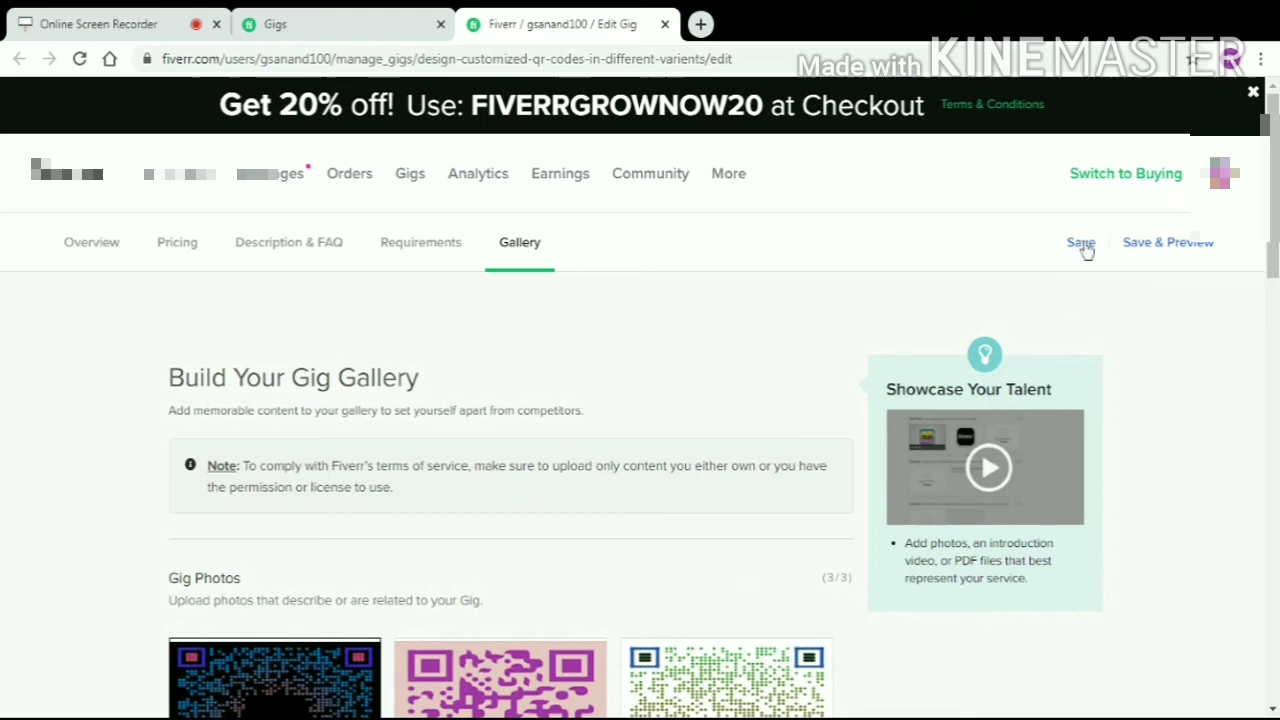 Online Screen Recorder
Gigs
Fiverr / gsanand100 / Edit Gig
fiverr.com/users/gsanand100/manage_gigs/design-customized-qr-codes-in-different-varients/edit
Made with KINEMASTER
Get 20% off! Use: FIVERRGROWNOW20 at Checkout Terms & Conditions
Orders Gigs Analytics Earnings Community More Switch to Buying
Overview Pricing Description & FAQ Requirements Gallery Save Save & Preview
Build Your Gig Gallery
Add memorable content to your gallery to set yourself apart from competitors.
Note: To comply with Fiverr's terms of service, make sure to upload only content you either own or you have
the permission or license to use.
Showcase Your Talent
• Add photos, an introduction
video, or PDF files that best
represent your service.
Gig Photos (3/3)
Upload photos that describe or are related to your Gig.